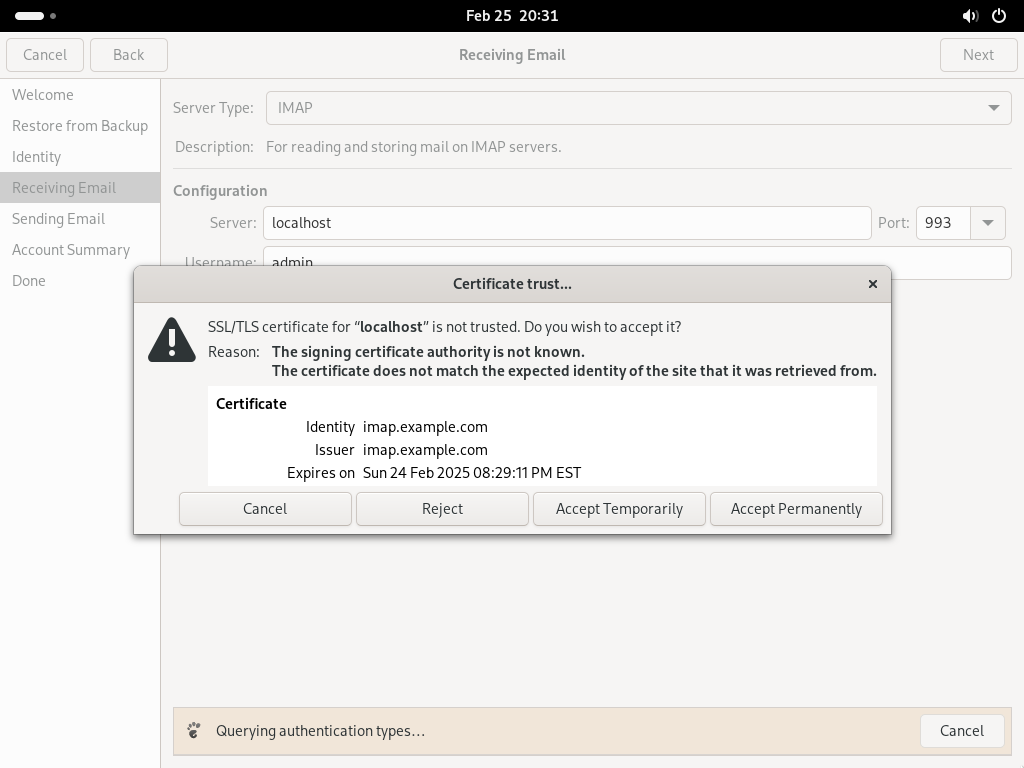 Feb 25 20:31
Cancel
Back
Receiving Email
Next
Welcome
Restore from Backup
Identity
Receiving Email
Sending Email
Account Summary
Done
Server Type: IMAP
Description: For reading and storing mail on IMAP servers.
Configuration
Server: localhost
Port: 993
Username: admin
Certificate trust...
SSL/TLS certificate for “localhost” is not trusted. Do you wish to accept it?
Reason: The signing certificate authority is not known.
The certificate does not match the expected identity of the site that it was retrieved from.
Certificate
Identity imap.example.com
Issuer imap.example.com
Expires on Sun 24 Feb 2025 08:29:11 PM EST
Cancel
Reject
Accept Temporarily
Accept Permanently
Querying authentication types…
Cancel